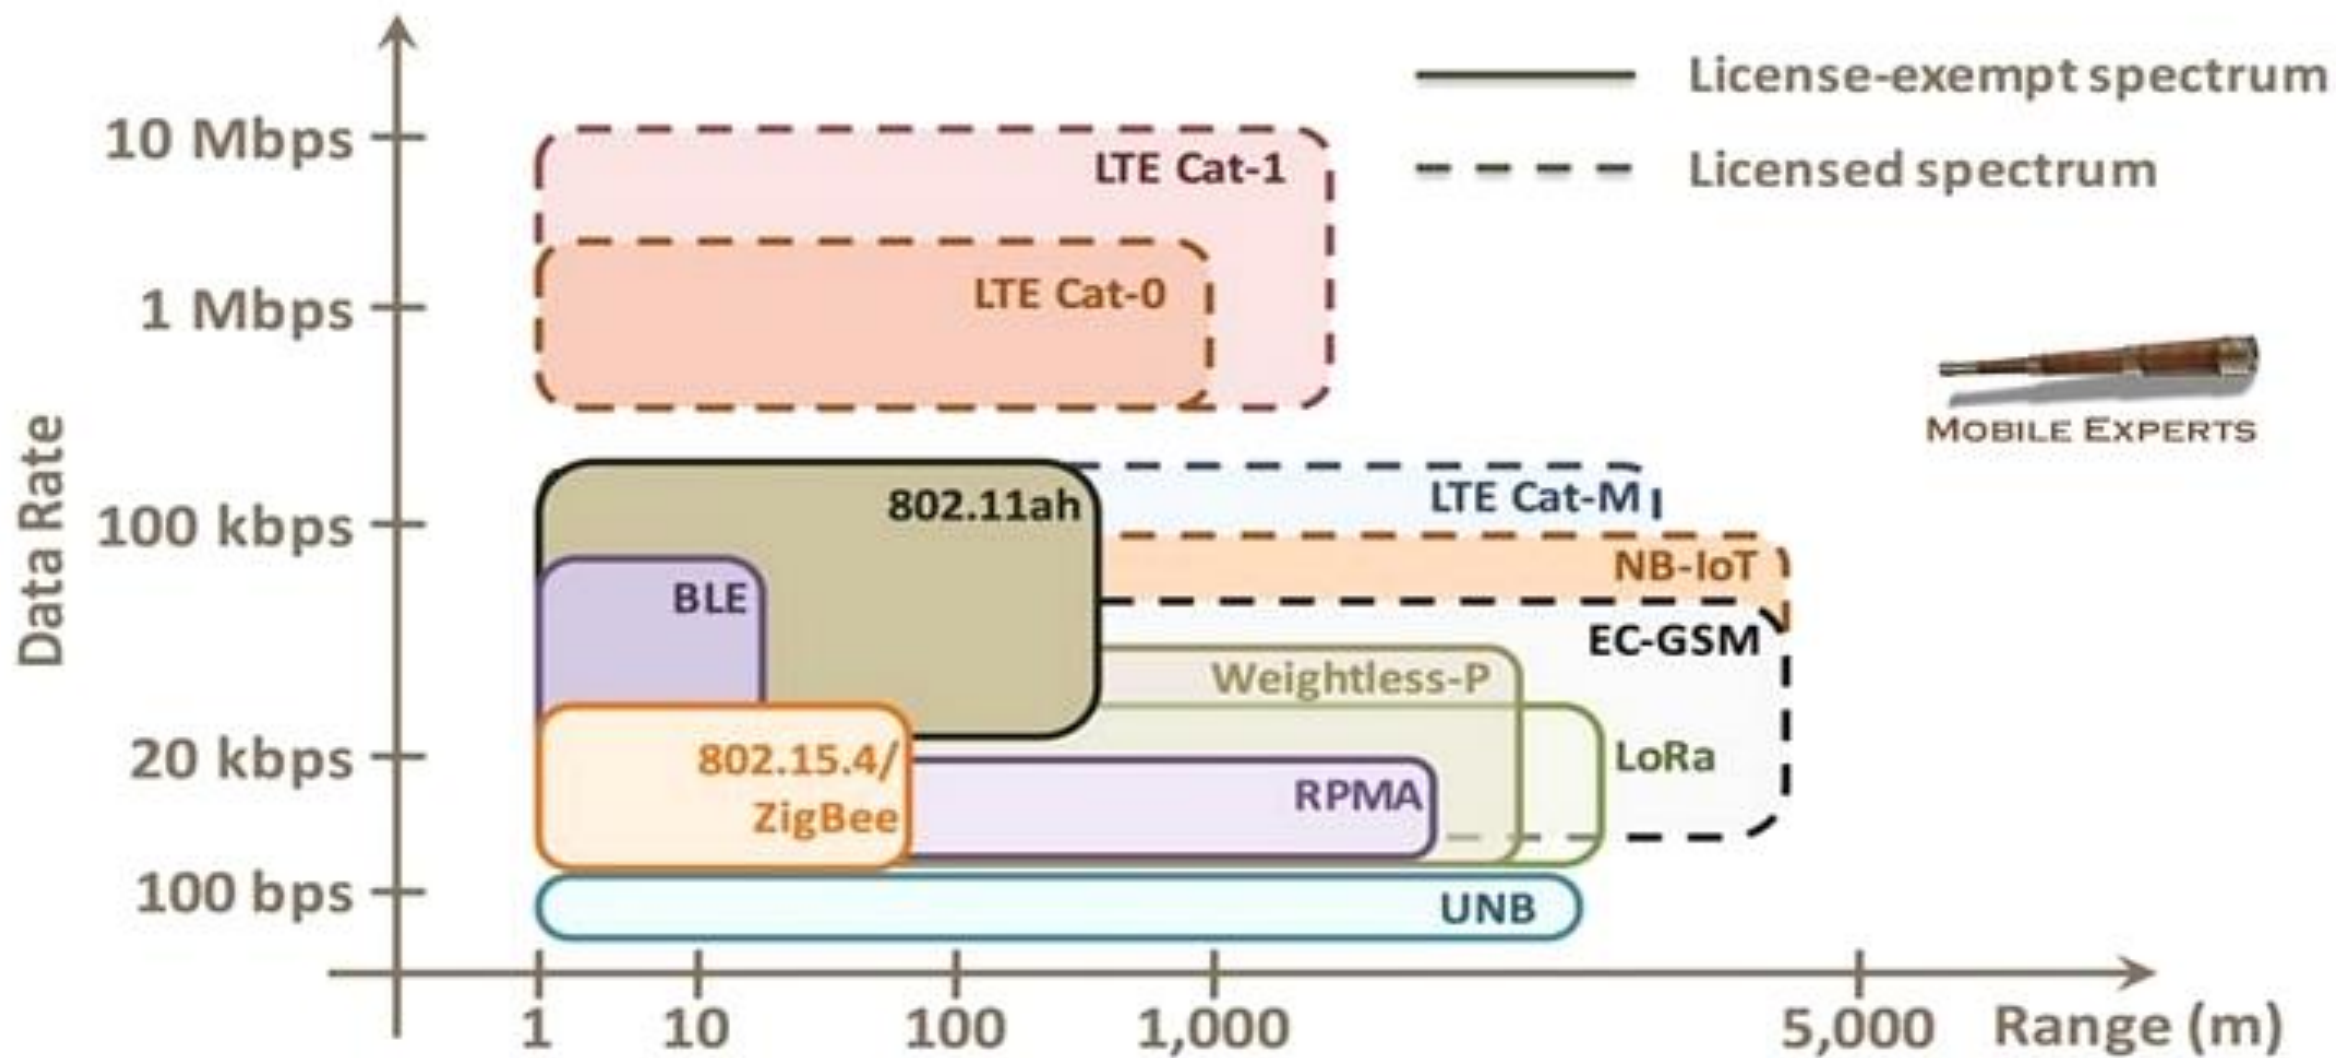 License-exempt spectrum
Licensed spectrum
10 Mbps
1 Mbps
100 kbps
20 kbps
100 bps
Data Rate
LTE Cat-1
LTE Cat-0
MOBILE EXPERTS
802.11ah
LTE Cat-M
NB-IoT
BLE
EC-GSM
Weightless-P
802.15.4/
ZigBee
LoRa
RPMA
UNB
1
10
100
1,000
5,000
Range (m)